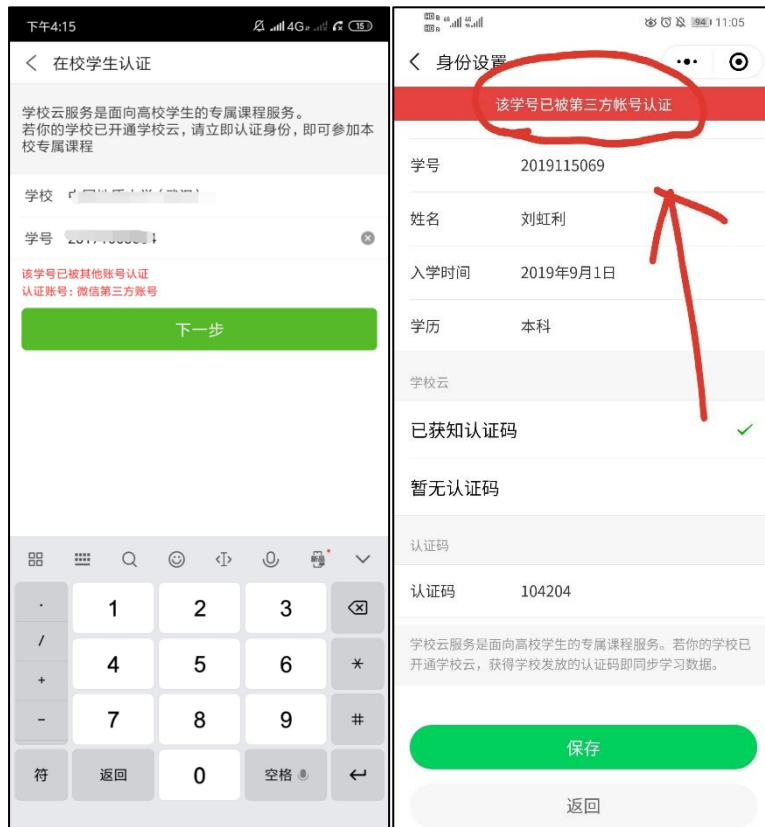 下午4:15
4G
15
在校学生认证
学校云服务是面向高校学生的专属课程服务。
若你的学校已开通学校云，请立即认证身份，即可参加本
校专属课程
学校
学号
该学号已被其他账号认证
认证账号：微信第三方账号
下一步
1
2
3
/
4
5
6
*
+
-
7
8
9
#
符
返回
0
空格
94
11:05
身份设置
该学号已被第三方帐号认证
学号 2019115069
姓名 刘虹利
入学时间 2019年9月1日
学历 本科
学校云
已获知认证码
暂无认证码
认证码
认证码 104204
学校云服务是面向高校学生的专属课程服务。若你的学校已
开通学校云，获得学校发放的认证码即同步学习数据。
保存
返回